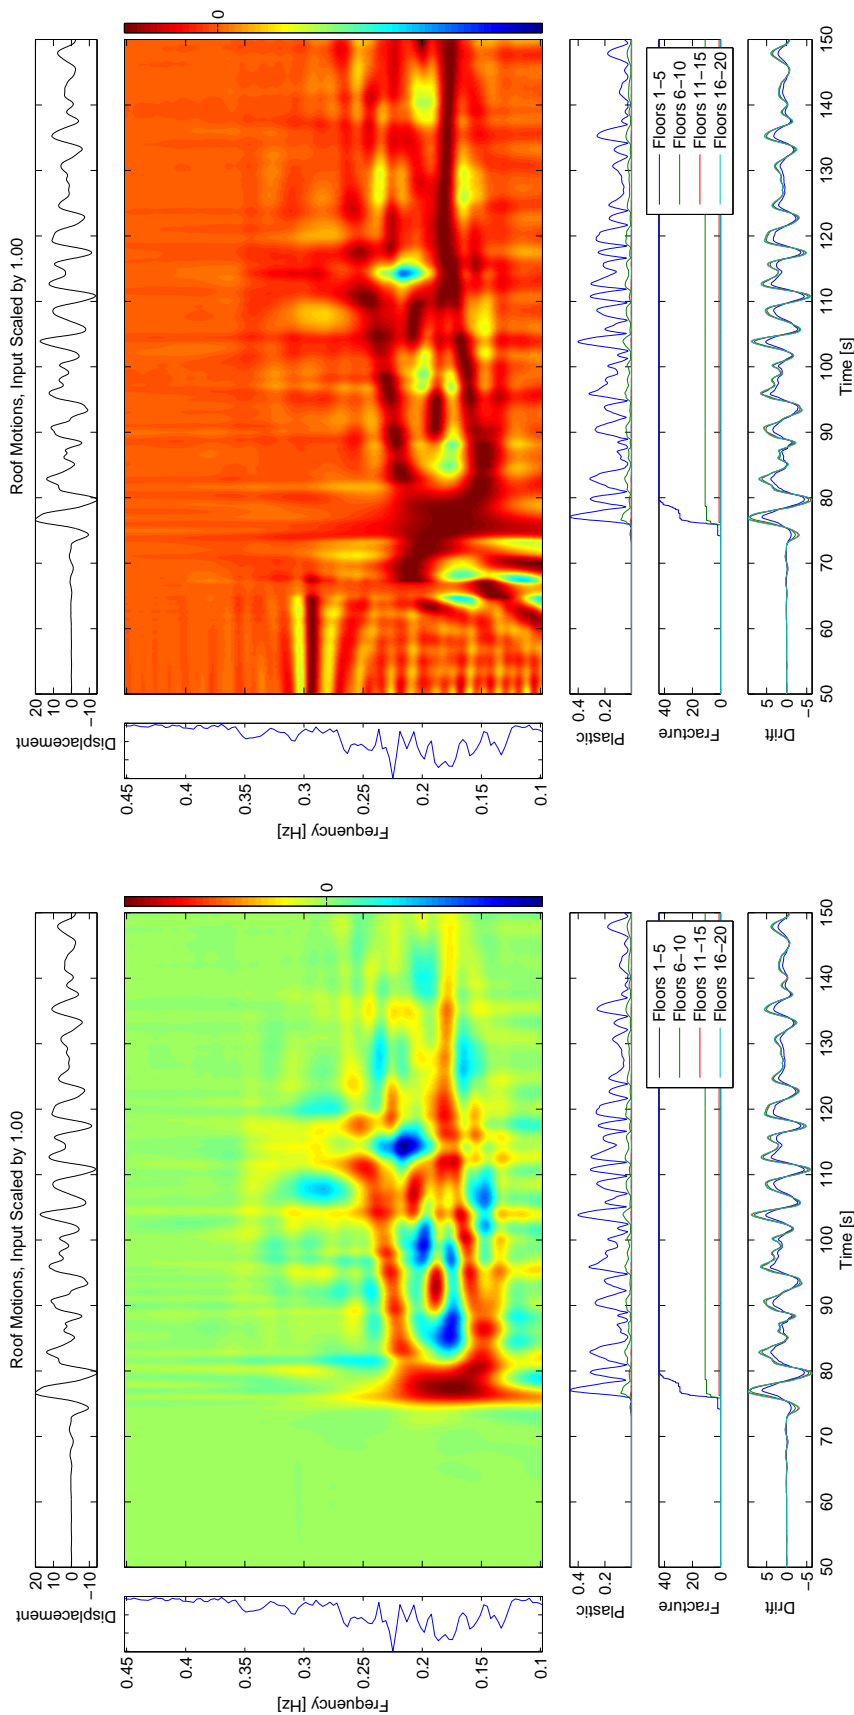 Roof Motions, Input Scaled by 1.00
20
10
0
−10
Displacement
0
0.45
0.4
0.35
0.3
0.25
0.2
0.15
0.1
Frequency [Hz]
0.4
0.2
Plastic
40
20
0
Fracture
Floors 1−5
Floors 6−10
Floors 11−15
Floors 16−20
5
0
−5
Drift
50
60
70
80
90
100
110
120
130
140
150
Time [s]
Roof Motions, Input Scaled by 1.00
20
10
0
−10
Displacement
0
0.45
0.4
0.35
0.3
0.25
0.2
0.15
0.1
Frequency [Hz]
0.4
0.2
Plastic
40
20
0
Fracture
Floors 1−5
Floors 6−10
Floors 11−15
Floors 16−20
5
0
−5
Drift
50
60
70
80
90
100
110
120
130
140
150
Time [s]